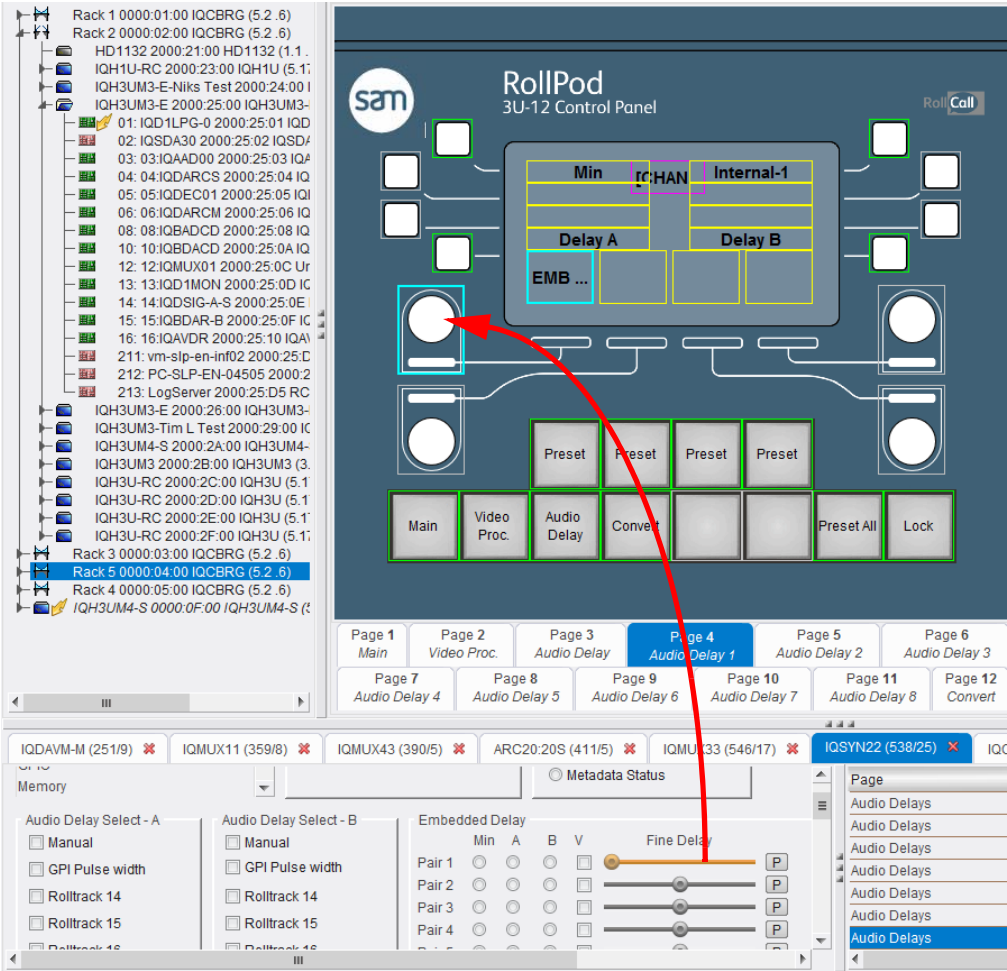 Rack 1 0000:01:00 IQCBRG (5.2 .6)
Rack 2 0000:02:00 IQCBRG (5.2 .6)
HD1132 2000:21:00 HD1132 (1.1 .
IQH1U-RC 2000:23:00 IQH1U (5.17
IQH3UM3-E-Niks Test 2000:24:00 I
IQH3UM3-E 2000:25:00 IQH3UM3-
01: IQD1LPG-0 2000:25:01 IQD
02: IQSDA30 2000:25:02 IQSDA
03: 03:IQAAD00 2000:25:03 IQA
04: 04:IQDARCS 2000:25:04 IQ
05: 05:IQDEC01 2000:25:05 IQI
06: 06:IQDARCM 2000:25:06 IQ
08: 08:IQBADCD 2000:25:08 IQ
10: 10:IQBDACD 2000:25:0A IQ
12: 12:IQMUX01 2000:25:0C Ur
13: 13:IQD1MON 2000:25:0D IQ
14: 14:IQDSIG-A-S 2000:25:0E
15: 15:IQBDAR-B 2000:25:0F IQ
16: 16:IQAVDR 2000:25:10 IQAV
211: vm-slp-en-inf02 2000:25:D
212: PC-SLP-EN-04505 2000:2
213: LogServer 2000:25:D5 RC
IQH3UM3-E 2000:26:00 IQH3UM3-
IQH3UM3-Tim L Test 2000:29:00 IQ
IQH3UM4-S 2000:2A:00 IQH3UM4-
IQH3UM3 2000:2B:00 IQH3UM3 (3.
IQH3U-RC 2000:2C:00 IQH3U (5.1
IQH3U-RC 2000:2D:00 IQH3U (5.1
IQH3U-RC 2000:2E:00 IQH3U (5.1
IQH3U-RC 2000:2F:00 IQH3U (5.17
Rack 3 0000:03:00 IQCBRG (5.2 .6)
Rack 5 0000:04:00 IQCBRG (5.2 .6)
Rack 4 0000:05:00 IQCBRG (5.2 .6)
IQH3UM4-S 0000:0F:00 IQH3UM4-S (5
sam
RollPod
3U-12 Control Panel
RollCall
Min [CHAN Internal-1
Delay A Delay B
EMB ...
Preset Preset Preset Preset
Main Video Proc. Audio Delay Convert Preset All Lock
Page 1 Page 2 Page 3 Page 4 Page 5 Page 6
Main Video Proc. Audio Delay Audio Delay 1 Audio Delay 2 Audio Delay 3
Page 7 Page 8 Page 9 Page 10 Page 11 Page 12
Audio Delay 4 Audio Delay 5 Audio Delay 6 Audio Delay 7 Audio Delay 8 Convert
IQDAVM-M (251/9) IQMUX11 (359/8) IQMUX43 (390/5) ARC20:20S (411/5) IQMUX33 (546/17) IQSYN22 (538/25) IQC
Memory
Metadata Status
Audio Delay Select - A
Manual
GPI Pulse width
Rolltrack 14
Rolltrack 15
Rolltrack 16
Audio Delay Select - B
Manual
GPI Pulse width
Rolltrack 14
Rolltrack 15
Rolltrack 16
Embedded Delay
Min A B V Fine Delay
Pair 1 P
Pair 2 P
Pair 3 P
Pair 4 P
Page
Audio Delays
Audio Delays
Audio Delays
Audio Delays
Audio Delays
Audio Delays
Audio Delays